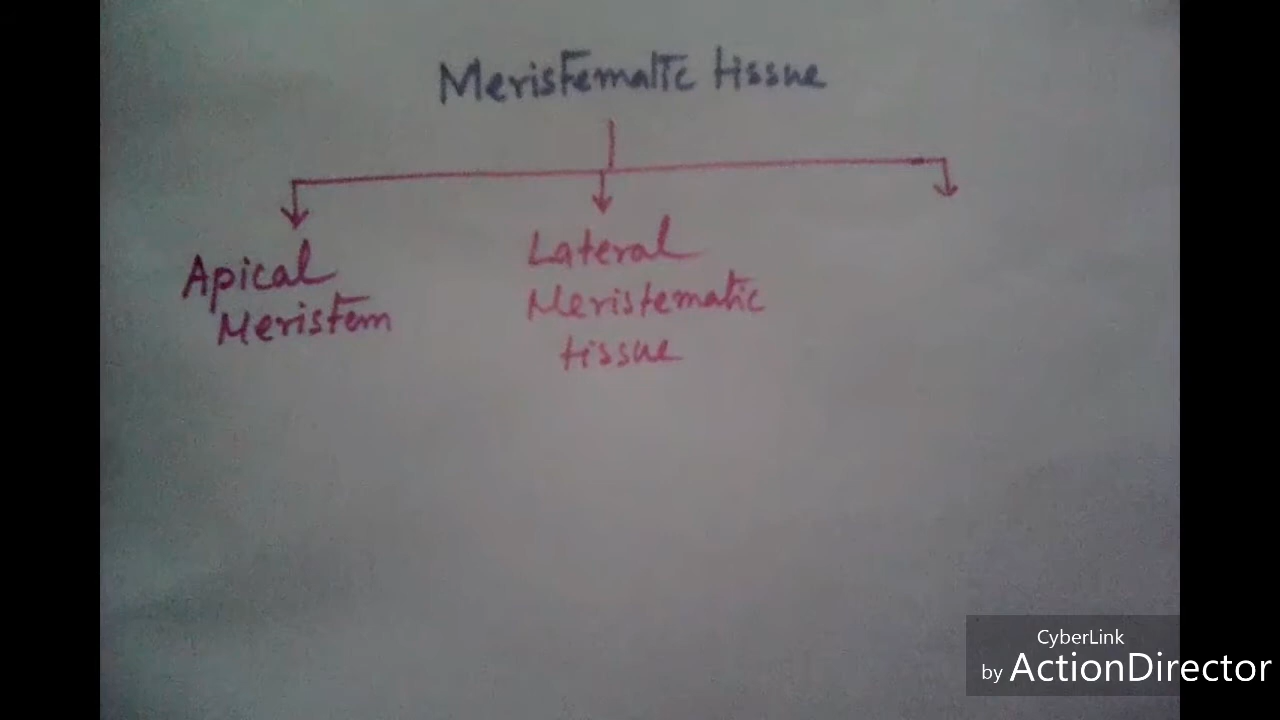 Meristematic tissue
Apical
Meristem
Lateral
Meristematic
tissue
CyberLink
by ActionDirector